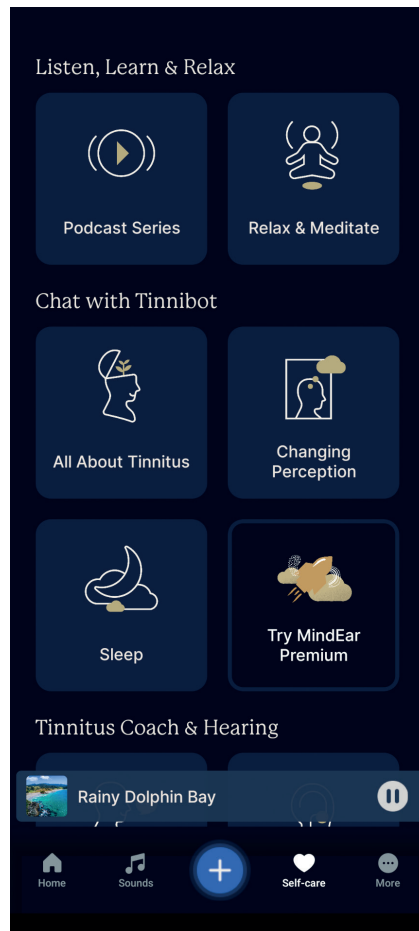 Listen, Learn & Relax
Podcast Series
Relax & Meditate
Chat with Tinnibot
All About Tinnitus
Changing
Perception
Sleep
Try MindEar
Premium
Tinnitus Coach & Hearing
Rainy Dolphin Bay
Home
Sounds
Self-care
More